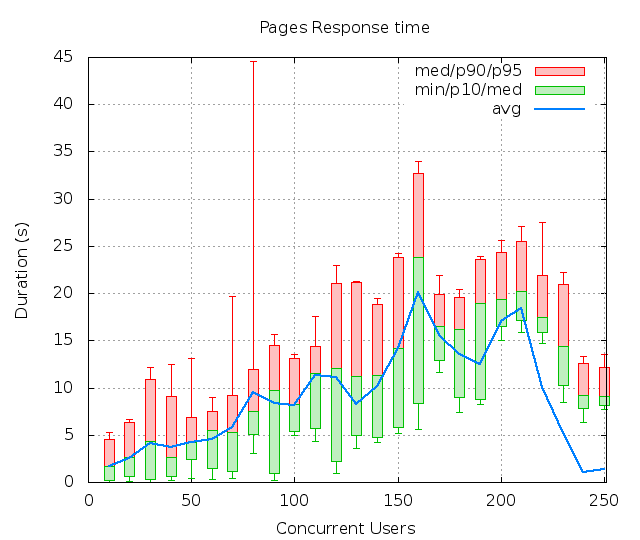 Pages Response time
45
40
35
30
25
20
15
10
5
0
Duration (s)
med/p90/p95
min/p10/med
avg
0 50 100 150 200 250
Concurrent Users